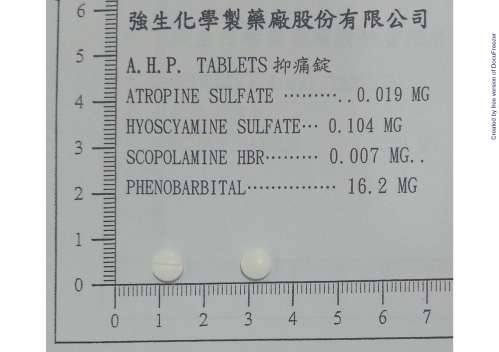 強生化學製藥廠股份有限公司
A.H.P. TABLETS 抑痛錠
ATROPINE SULFATE ···········0.019 MG
HYOSCYAMINE SULFATE··· 0.104 MG
SCOPOLAMINE HBR········· 0.007 MG..
PHENOBARBITAL··············· 16.2 MG
6
5
4
3
2
1
0
0 1 2 3 4 5 6 7
Created by free version of DocuFreezer